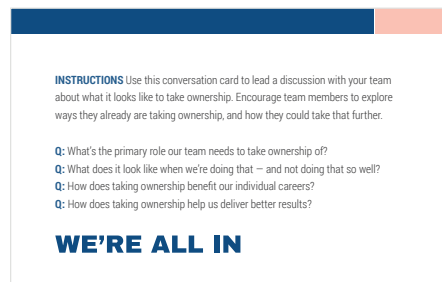 INSTRUCTIONS Use this conversation card to lead a discussion with your team
about what it looks like to take ownership. Encourage team members to explore
ways they already are taking ownership, and how they could take that further.
Q: What's the primary role our team needs to take ownership of?
Q: What does it look like when we're doing that — and not doing that so well?
Q: How does taking ownership benefit our individual careers?
Q: How does taking ownership help us deliver better results?
WE'RE ALL IN